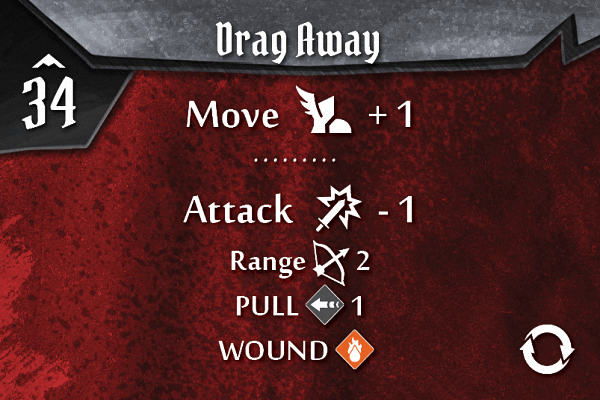 Drag Away
34
Move + 1
.........
Attack - 1
Range 2
PULL 1
WOUND